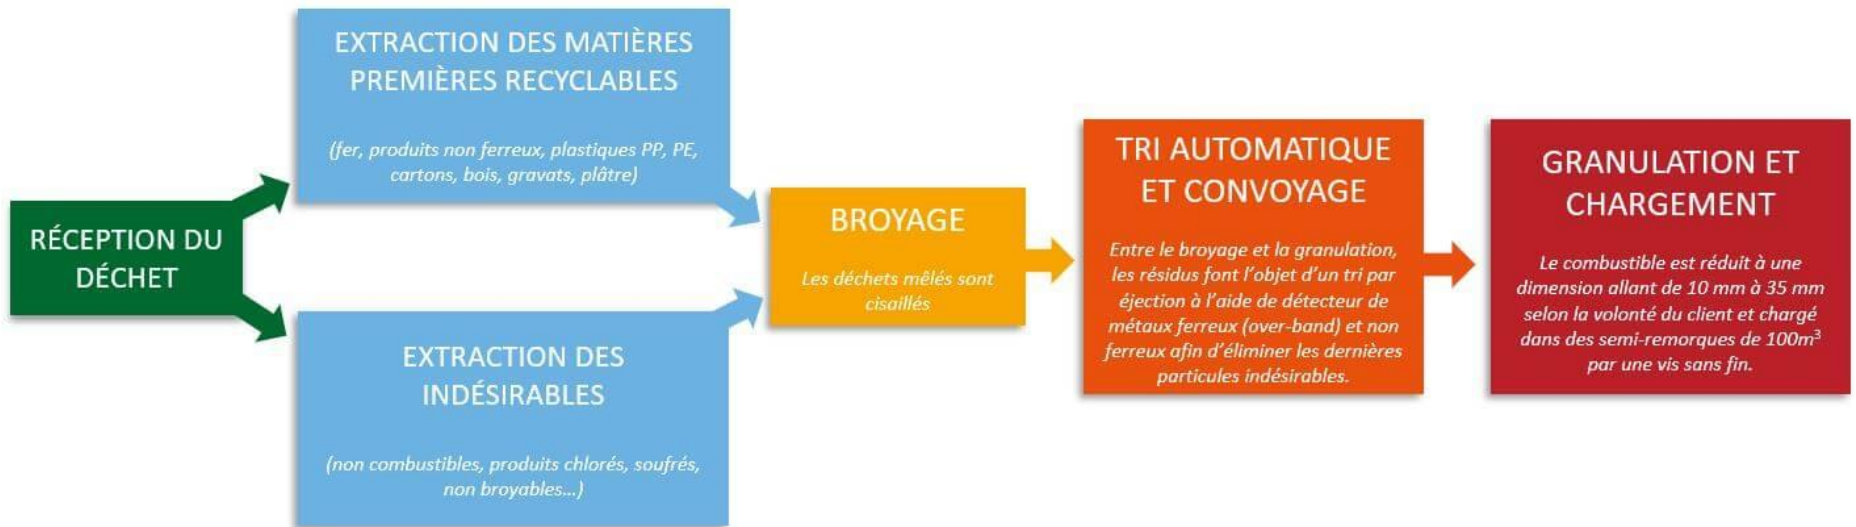 RÉCEPTION DU
DÉCHET
EXTRACTION DES MATIÈRES
PREMIÈRES RECYCLABLES
(fer, produits non ferreux, plastiques PP, PE,
cartons, bois, gravats, plâtre)
EXTRACTION DES
INDÉSIRABLES
(non combustibles, produits chlorés, soufrés,
non broyables...)
BROYAGE
Les déchets mêlés sont
cisaillés
TRI AUTOMATIQUE
ET CONVOYAGE
Entre le broyage et la granulation,
les résidus font l'objet d'un tri par
éjection à l'aide de détecteur de
métaux ferreux (over-band) et non
ferreux afin d'éliminer les dernières
particules indésirables.
GRANULATION ET
CHARGEMENT
Le combustible est réduit à une
dimension allant de 10 mm à 35 mm
selon la volonté du client et chargé
dans des semi-remorques de 100m³
par une vis sans fin.